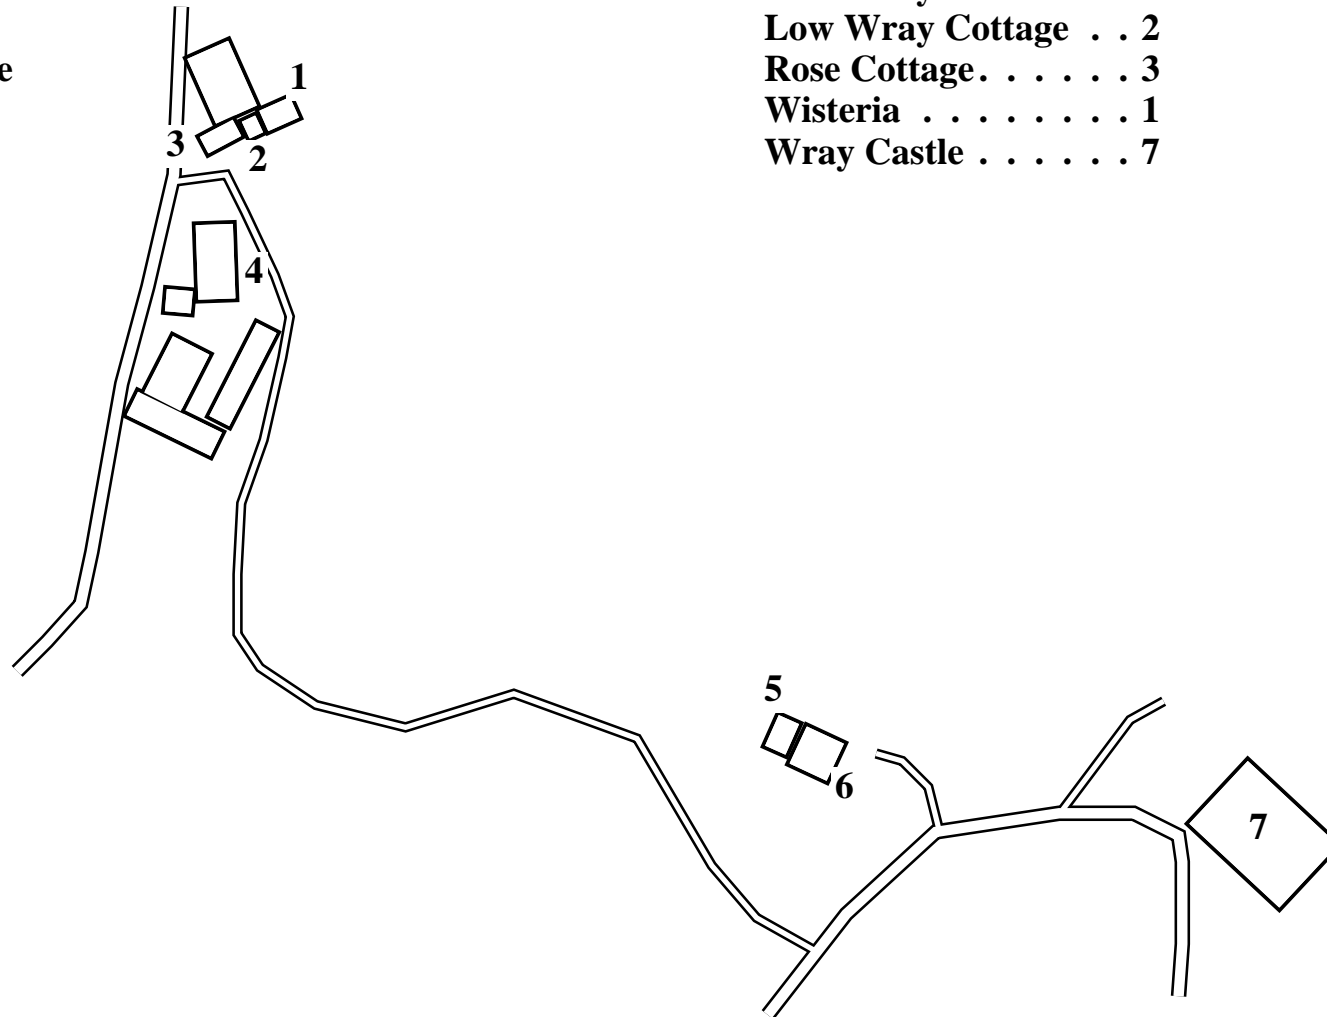 Low Wray Cottage . . 2
e
Rose Cottage. . . . . . 3
Wisteria . . . . . . . . 1
Wray Castle . . . . . . 7
1
3
2
4
5
6
7